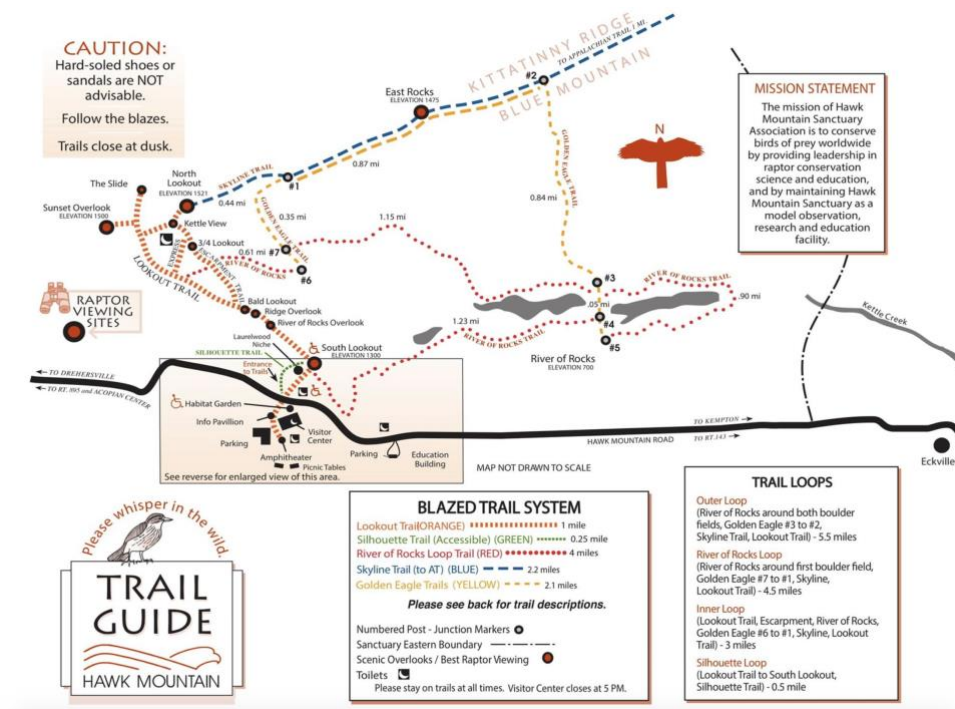 CAUTION:
Hard-soled shoes or
sandals are NOT
advisable.
Follow the blazes.
Trails close at dusk.
KITTATINNY RIDGE
TO APPALACHIAN TRAIL 1 MI.
BLUE MOUNTAIN
#2
East Rocks
ELEVATION 1475
MISSION STATEMENT
The mission of Hawk
Mountain Sanctuary
Association is to conserve
birds of prey worldwide
by providing leadership in
raptor conservation
science and education,
and by maintaining Hawk
Mountain Sanctuary as a
model observation,
research and education
facility.
N
GOLDEN EAGLE TRAIL
0.84 mi
0.87 mi
SKYLINE TRAIL
#1
0.44 mi
The Slide
North
Lookout
ELEVATION 1521
Sunset Overlook
ELEVATION 1500
Kettle View
3/4 Lookout
EXPRESS
ESCARPMENT TRAIL
LOOKOUT TRAIL
GOLDEN EAGLE TRAIL
0.35 mi
1.15 mi
0.61 mi
#7
RIVER OF ROCKS
#6
#3
RIVER OF ROCKS TRAIL
.90 mi
.05 mi
#4
#5
1.23 mi
RIVER OF ROCKS TRAIL
River of Rocks
ELEVATION 700
Kettle Creek
RAPTOR
VIEWING
SITES
Bald Lookout
Ridge Overlook
River of Rocks Overlook
Laurelwood
Niche
South Lookout
ELEVATION 1300
SILHOUETTE TRAIL
Entrance
to Trails
TO DREHERSVILLE
TO RT. 895 and ACOPIAN CENTER
Habitat Garden
Info Pavillion
Parking
Visitor
Center
Amphitheater
Picnic Tables
Parking
Education
Building
See reverse for enlarged view of this area.
HAWK MOUNTAIN ROAD
TO KEMPTON
TO RT.143
Eckville
MAP NOT DRAWN TO SCALE
Please whisper in the wild
TRAIL
GUIDE
HAWK MOUNTAIN
BLAZED TRAIL SYSTEM
Lookout Trail(ORANGE) 1 mile
Silhouette Trail (Accessible) (GREEN) 0.25 mile
River of Rocks Loop Trail (RED) 4 miles
Skyline Trail (to AT) (BLUE) 2.2 miles
Golden Eagle Trails (YELLOW) 2.1 miles
Please see back for trail descriptions.
Numbered Post - Junction Markers
Sanctuary Eastern Boundary
Scenic Overlooks / Best Raptor Viewing
Toilets
Please stay on trails at all times. Visitor Center closes at 5 PM.
TRAIL LOOPS
Outer Loop
(River of Rocks around both boulder
fields, Golden Eagle #3 to #2,
Skyline Trail, Lookout Trail) - 5.5 miles
River of Rocks Loop
(River of Rocks around first boulder field,
Golden Eagle #7 to #1, Skyline,
Lookout Trail) - 4.5 miles
Inner Loop
(Lookout Trail, Escarpment, River of Rocks,
Golden Eagle #6 to #1, Skyline, Lookout
Trail) - 3 miles
Silhouette Loop
(Lookout Trail to South Lookout,
Silhouette Trail) - 0.5 mile